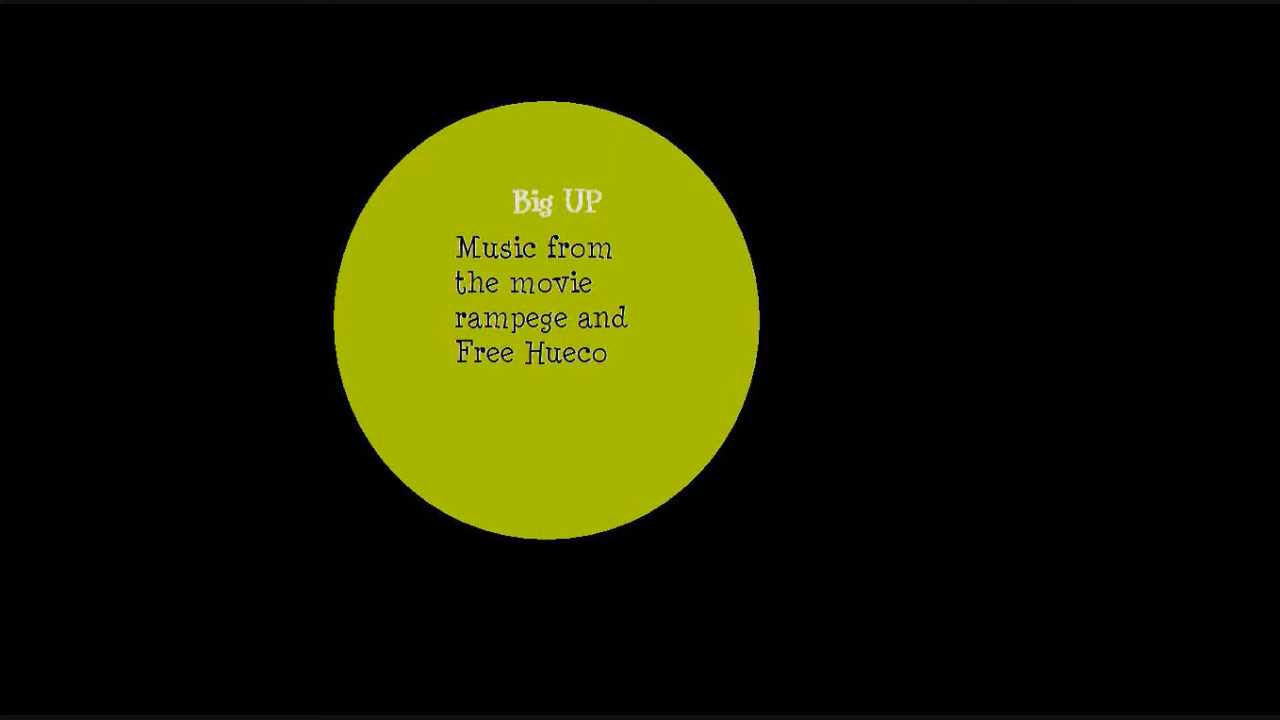 Big UP
Music from
the movie
rampege and
Free Hueco